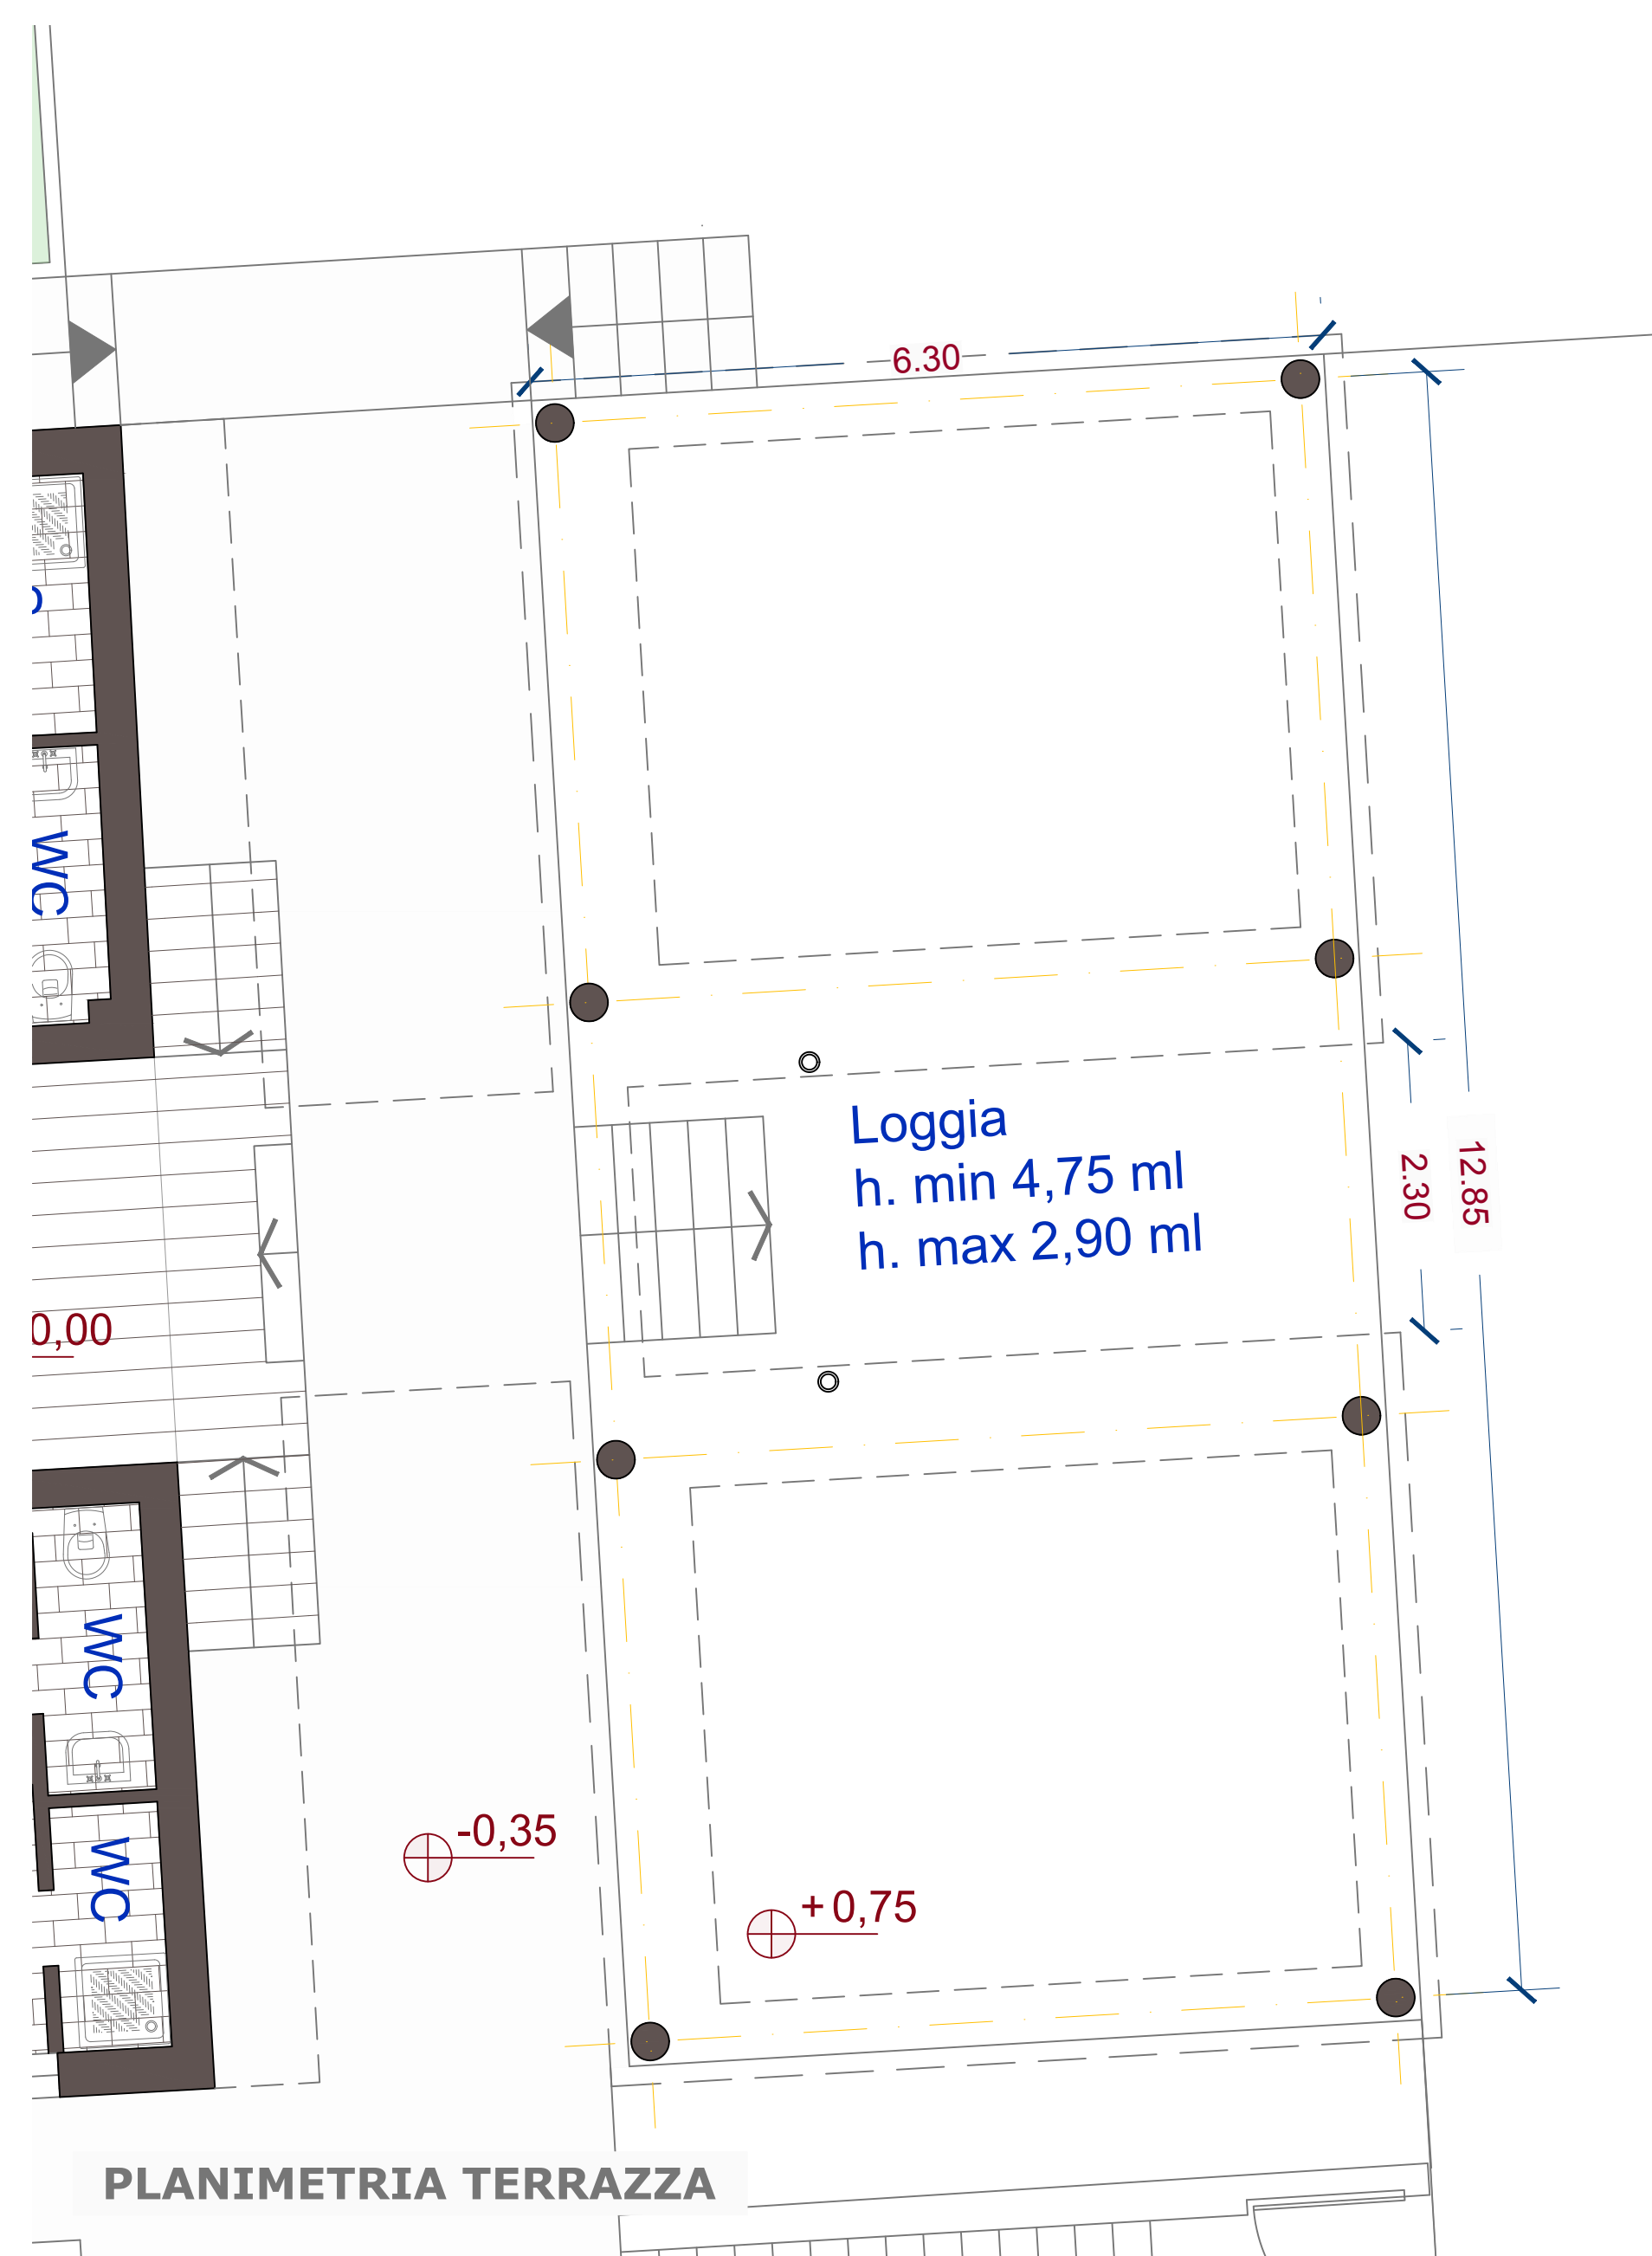 6.30
WC
Loggia
h. min 4,75 ml
h. max 2,90 ml
2.30
12.85
0,00
WC
-0,35
WC
+0,75
PLANIMETRIA TERRAZZA